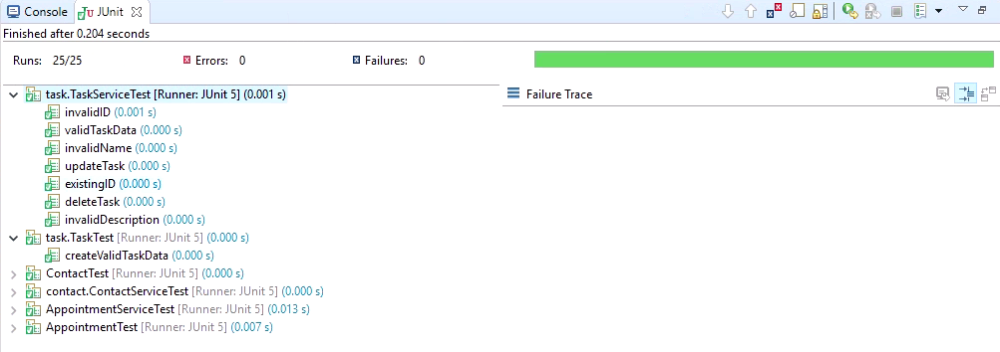 Console JUnit
Finished after 0.204 seconds
Runs: 25/25 Errors: 0 Failures: 0
task.TaskServiceTest [Runner: JUnit 5] (0.001 s)
Failure Trace
invalidID (0.001 s)
validTaskData (0.000 s)
invalidName (0.000 s)
updateTask (0.000 s)
existingID (0.000 s)
deleteTask (0.000 s)
invalidDescription (0.000 s)
task.TaskTest [Runner: JUnit 5] (0.000 s)
createValidTaskData (0.000 s)
ContactTest [Runner: JUnit 5] (0.000 s)
contact.ContactServiceTest [Runner: JUnit 5] (0.000 s)
AppointmentServiceTest [Runner: JUnit 5] (0.013 s)
AppointmentTest [Runner: JUnit 5] (0.007 s)